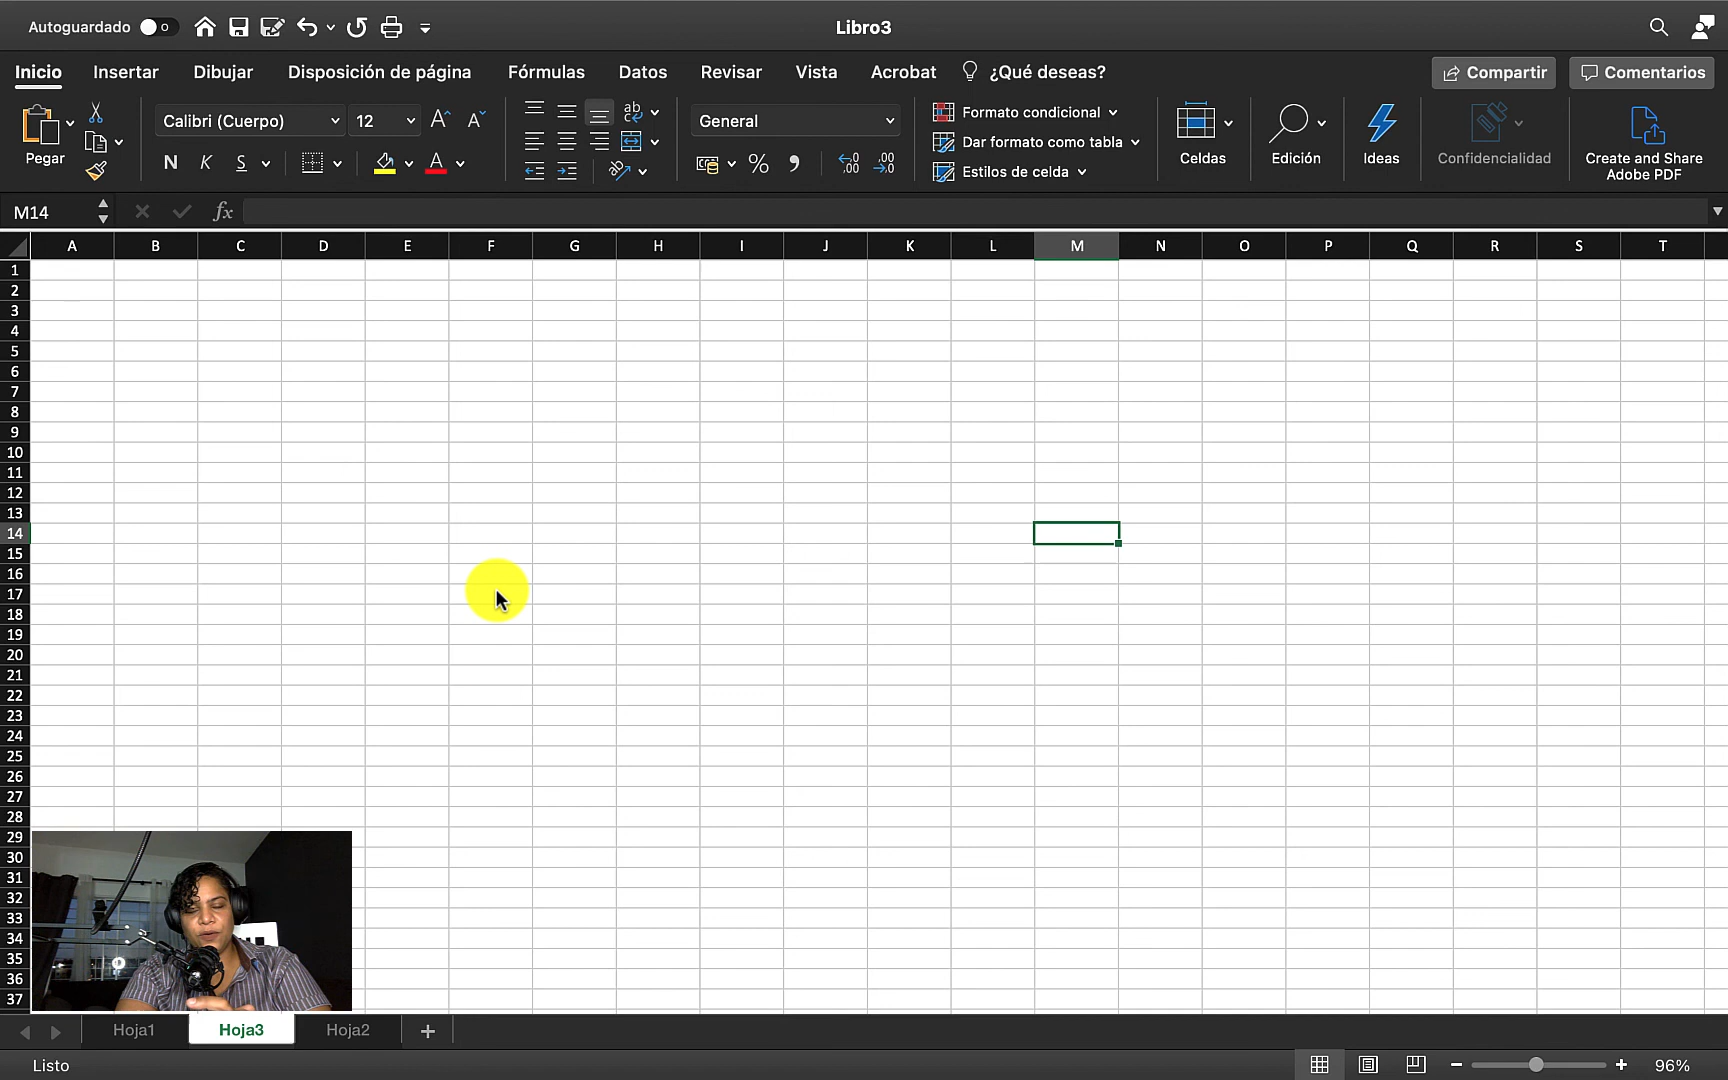 Autoguardado
Libro3
Inicio Insertar Dibujar Disposición de página Fórmulas Datos Revisar Vista Acrobat ¿Qué deseas? Compartir Comentarios
Pegar
Calibri (Cuerpo) 12
N K S
General
Formato condicional
Dar formato como tabla
Estilos de celda
Celdas
Edición
Ideas
Confidencialidad
Create and Share
Adobe PDF
M14 fx
A B C D E F G H I J K L M N O P Q R S T
1
2
3
4
5
6
7
8
9
10
11
12
13
14
15
16
17
18
19
20
21
22
23
24
25
26
27
28
29
30
31
32
33
34
35
36
37
Hoja1 Hoja3 Hoja2 +
Listo 96%